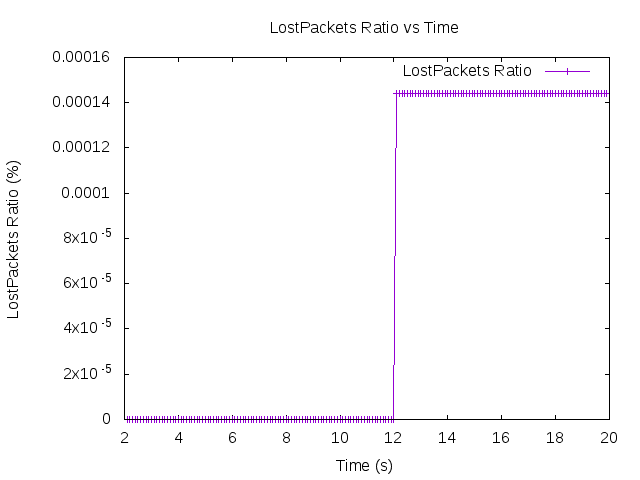 LostPackets Ratio vs Time
LostPackets Ratio
0.00016
0.00014
0.00012
0.0001
8x10-5
6x10-5
4x10-5
2x10-5
0
LostPackets Ratio (%)
2 4 6 8 10 12 14 16 18 20
Time (s)